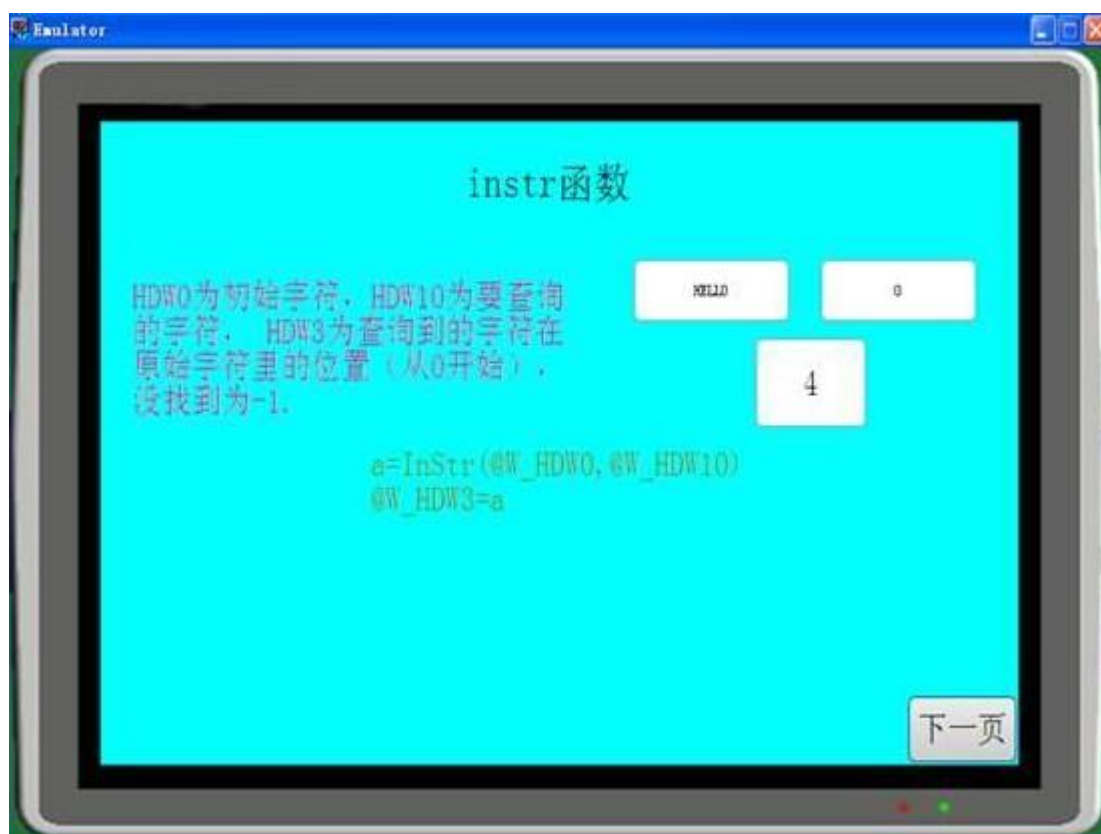 Emulator
instr函数
HDW0为初始字符，HDW10为要查询
的字符， HDW3为查询到的字符在
原始字符里的位置（从0开始），
没找到为-1.
HELLO
O
4
a=InStr(@W_HDW0,@W_HDW10)
@W_HDW3=a
下一页